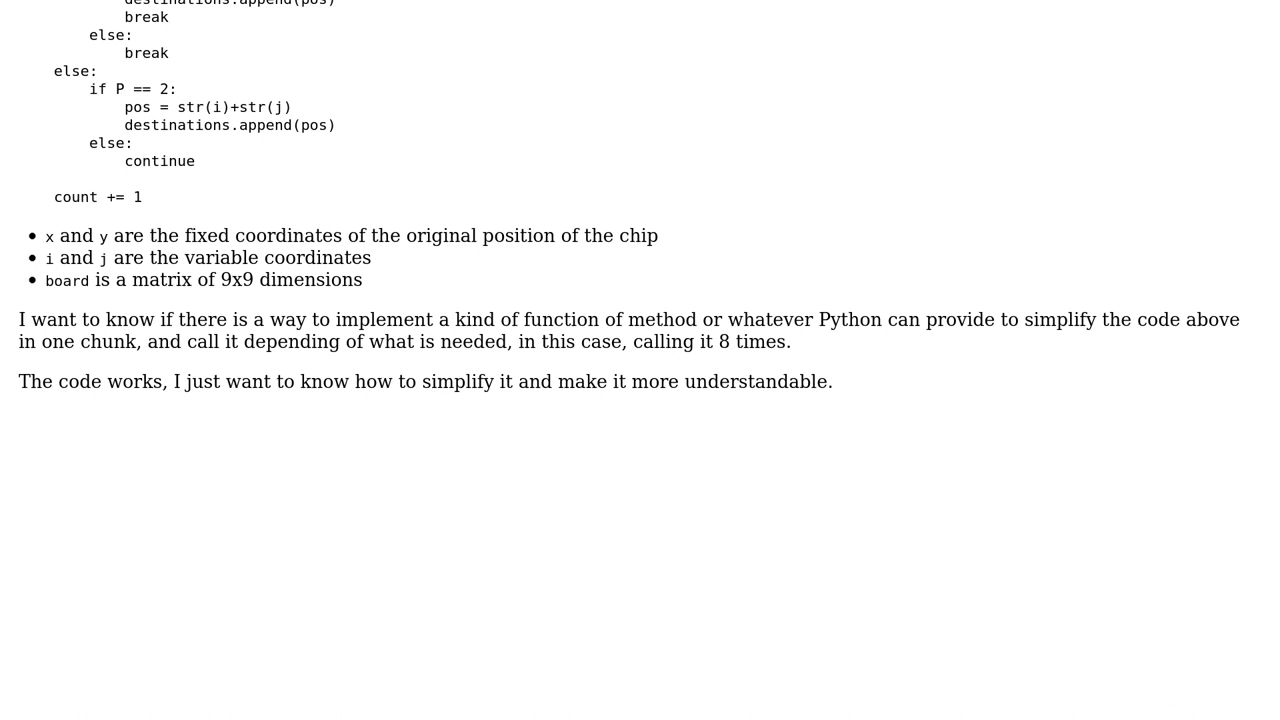 destinations.append(pos)
break
else:
break
else:
if P == 2:
pos = str(i)+str(j)
destinations.append(pos)
else:
continue
count += 1
• x and y are the fixed coordinates of the original position of the chip
• i and j are the variable coordinates
• board is a matrix of 9x9 dimensions
I want to know if there is a way to implement a kind of function of method or whatever Python can provide to simplify the code above
in one chunk, and call it depending of what is needed, in this case, calling it 8 times.
The code works, I just want to know how to simplify it and make it more understandable.